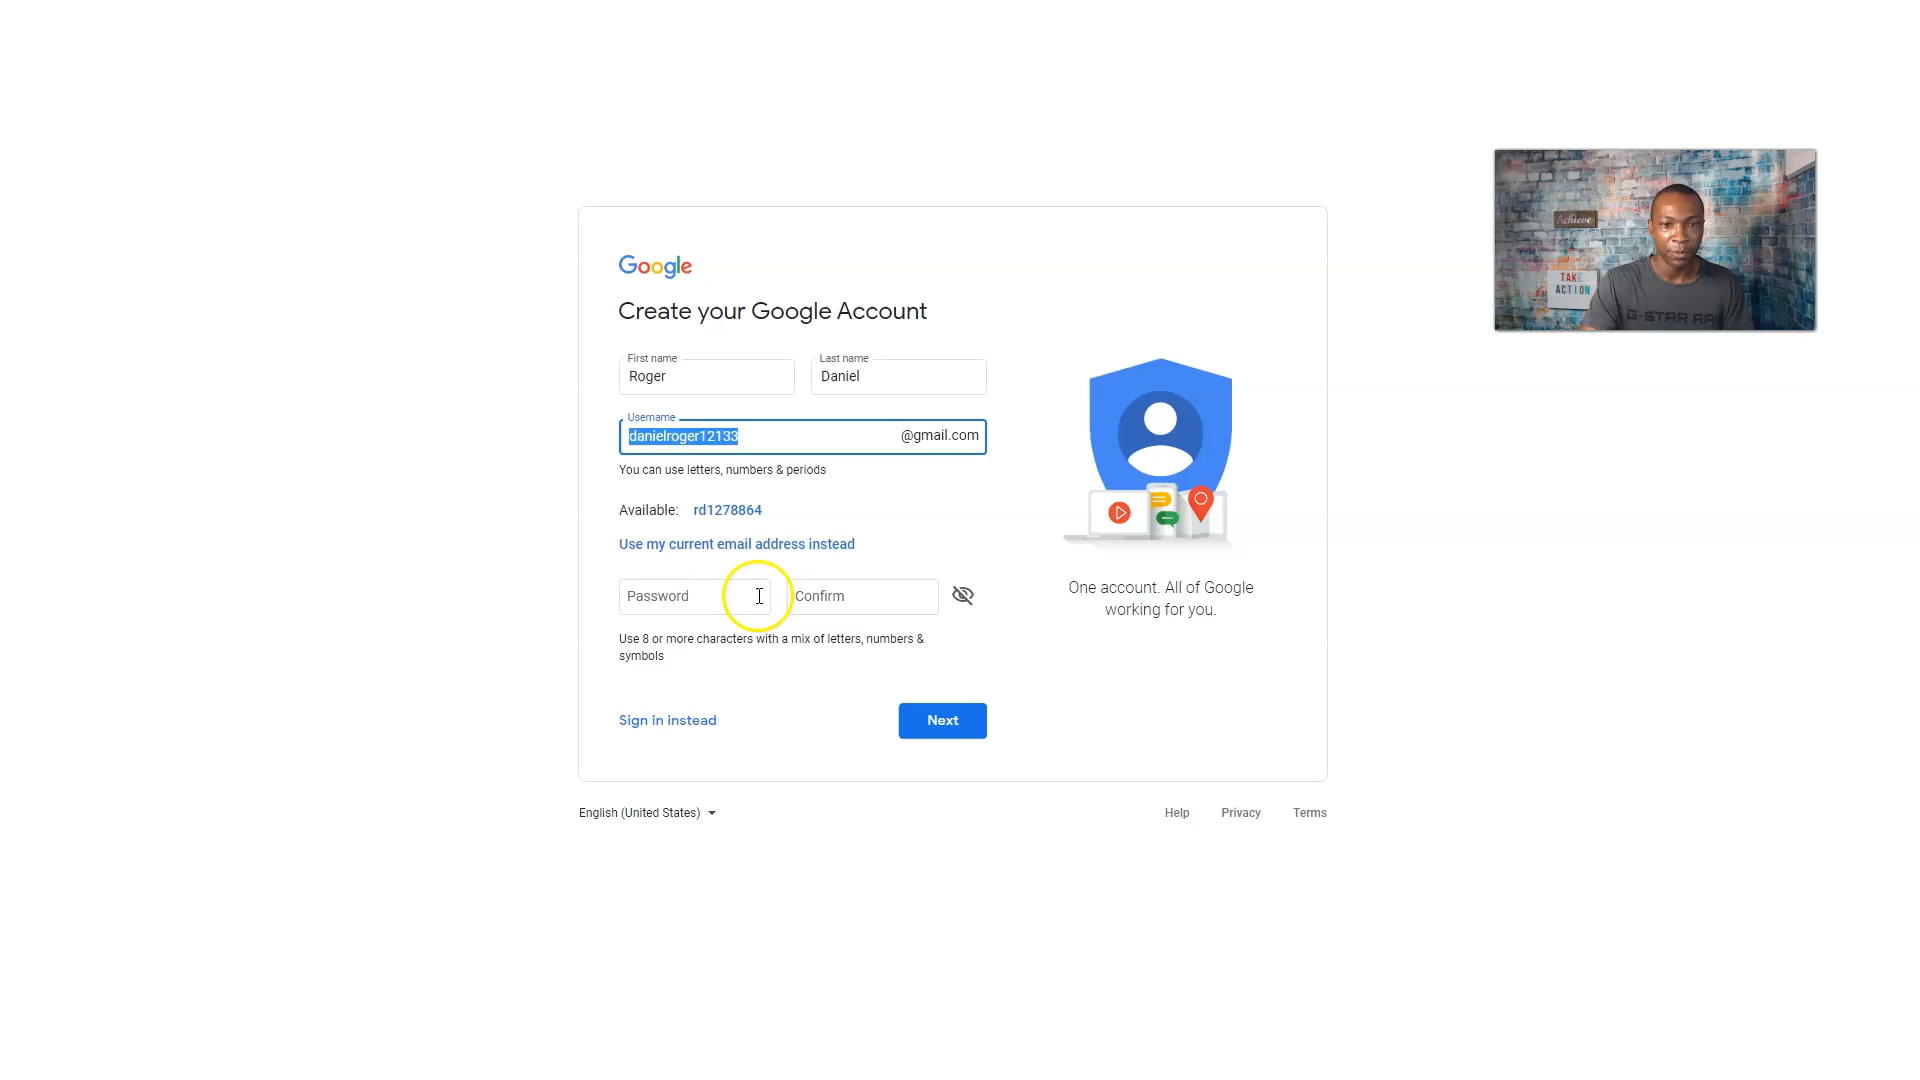 Google
Create your Google Account
First name
Roger
Last name
Daniel
Username
danielroger12133
@gmail.com
You can use letters, numbers & periods
Available: rd1278864
Use my current email address instead
Password
Confirm
Use 8 or more characters with a mix of letters, numbers &
symbols
Sign in instead
Next
One account. All of Google
working for you.
English (United States)
Help
Privacy
Terms
Achieve
TAKE
ACTION
G-STAR RA